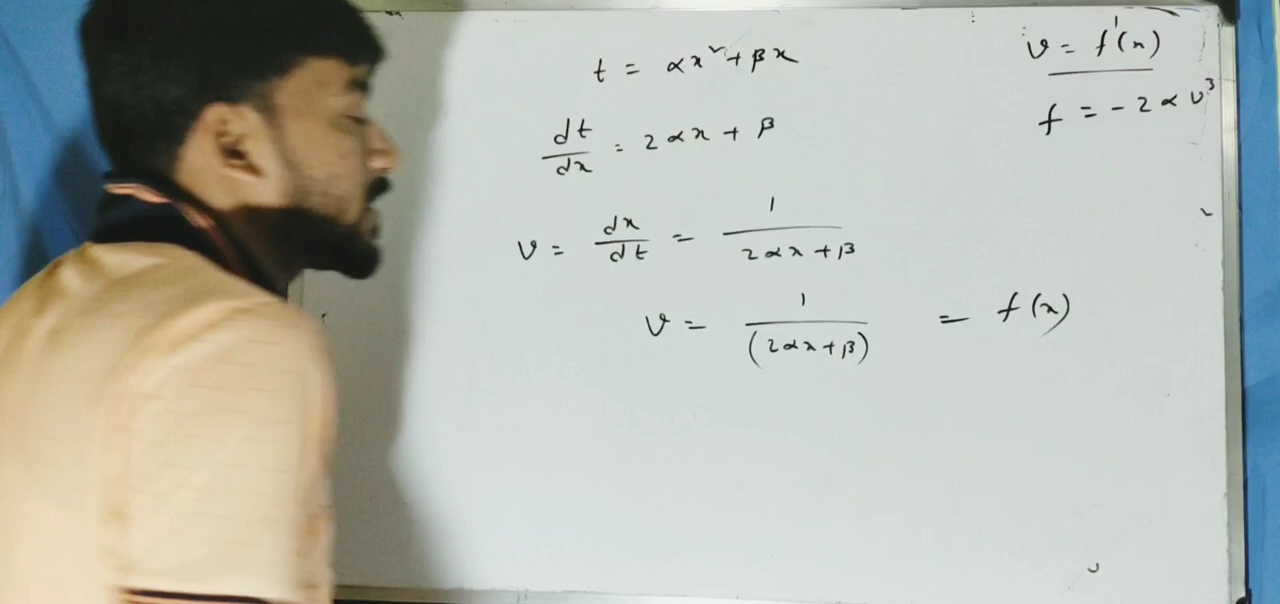 t = αx² + βx
dt/dx = 2αx + β
v = dx/dt = 1/(2αx + β)
v = 1/(2αx + β) = f(x)
v = f'(x)
f = -2αv³